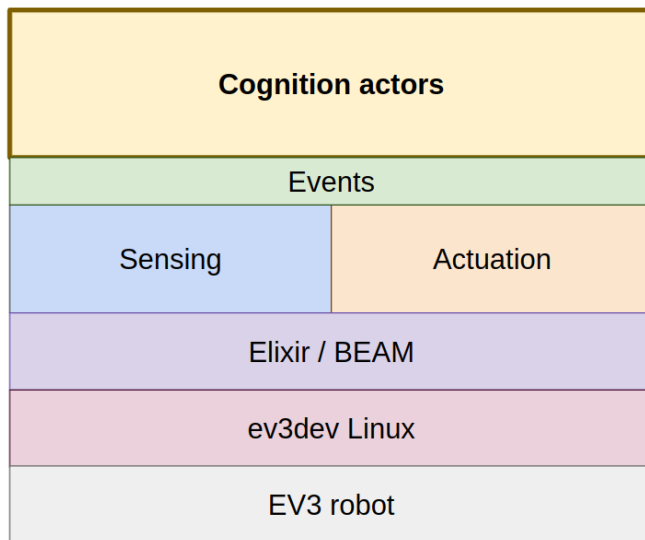 Cognition actors
Events
Sensing
Actuation
Elixir / BEAM
ev3dev Linux
EV3 robot